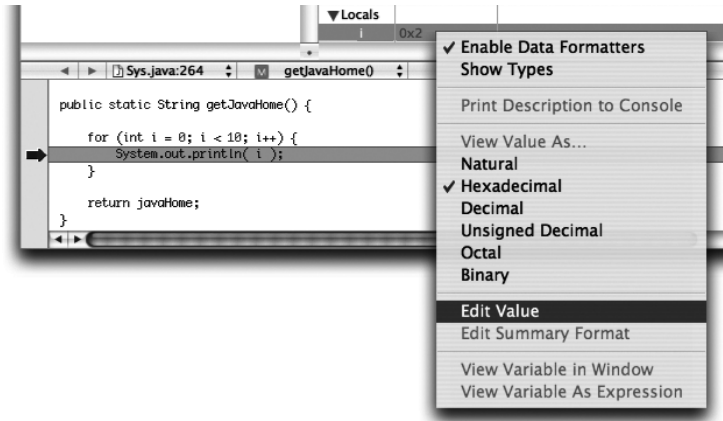 Locals
i 0x2
Sys.java:264 M getJavaHome()
public static String getJavaHome() {
for (int i = 0; i < 10; i++) {
System.out.println( i );
}
return javaHome;
}
Enable Data Formatters
Show Types
Print Description to Console
View Value As...
Natural
Hexadecimal
Decimal
Unsigned Decimal
Octal
Binary
Edit Value
Edit Summary Format
View Variable in Window
View Variable As Expression